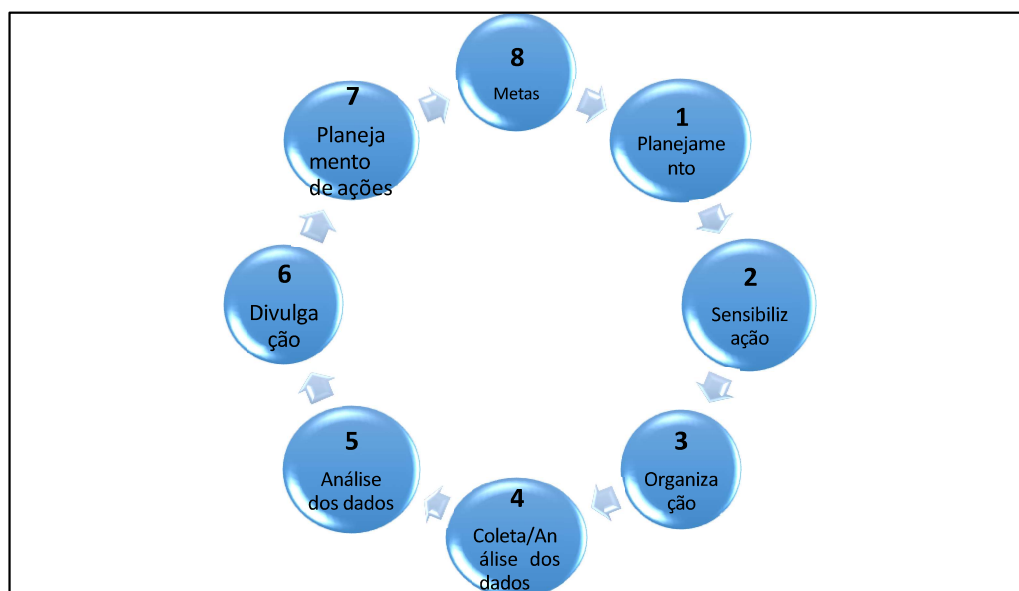 8
Metas
1
Planejame
nto
2
Sensibiliz
ação
3
Organiza
ção
4
Coleta/An
álise dos
dados
5
Análise
dos dados
6
Divulga
ção
7
Planeja
mento
de ações